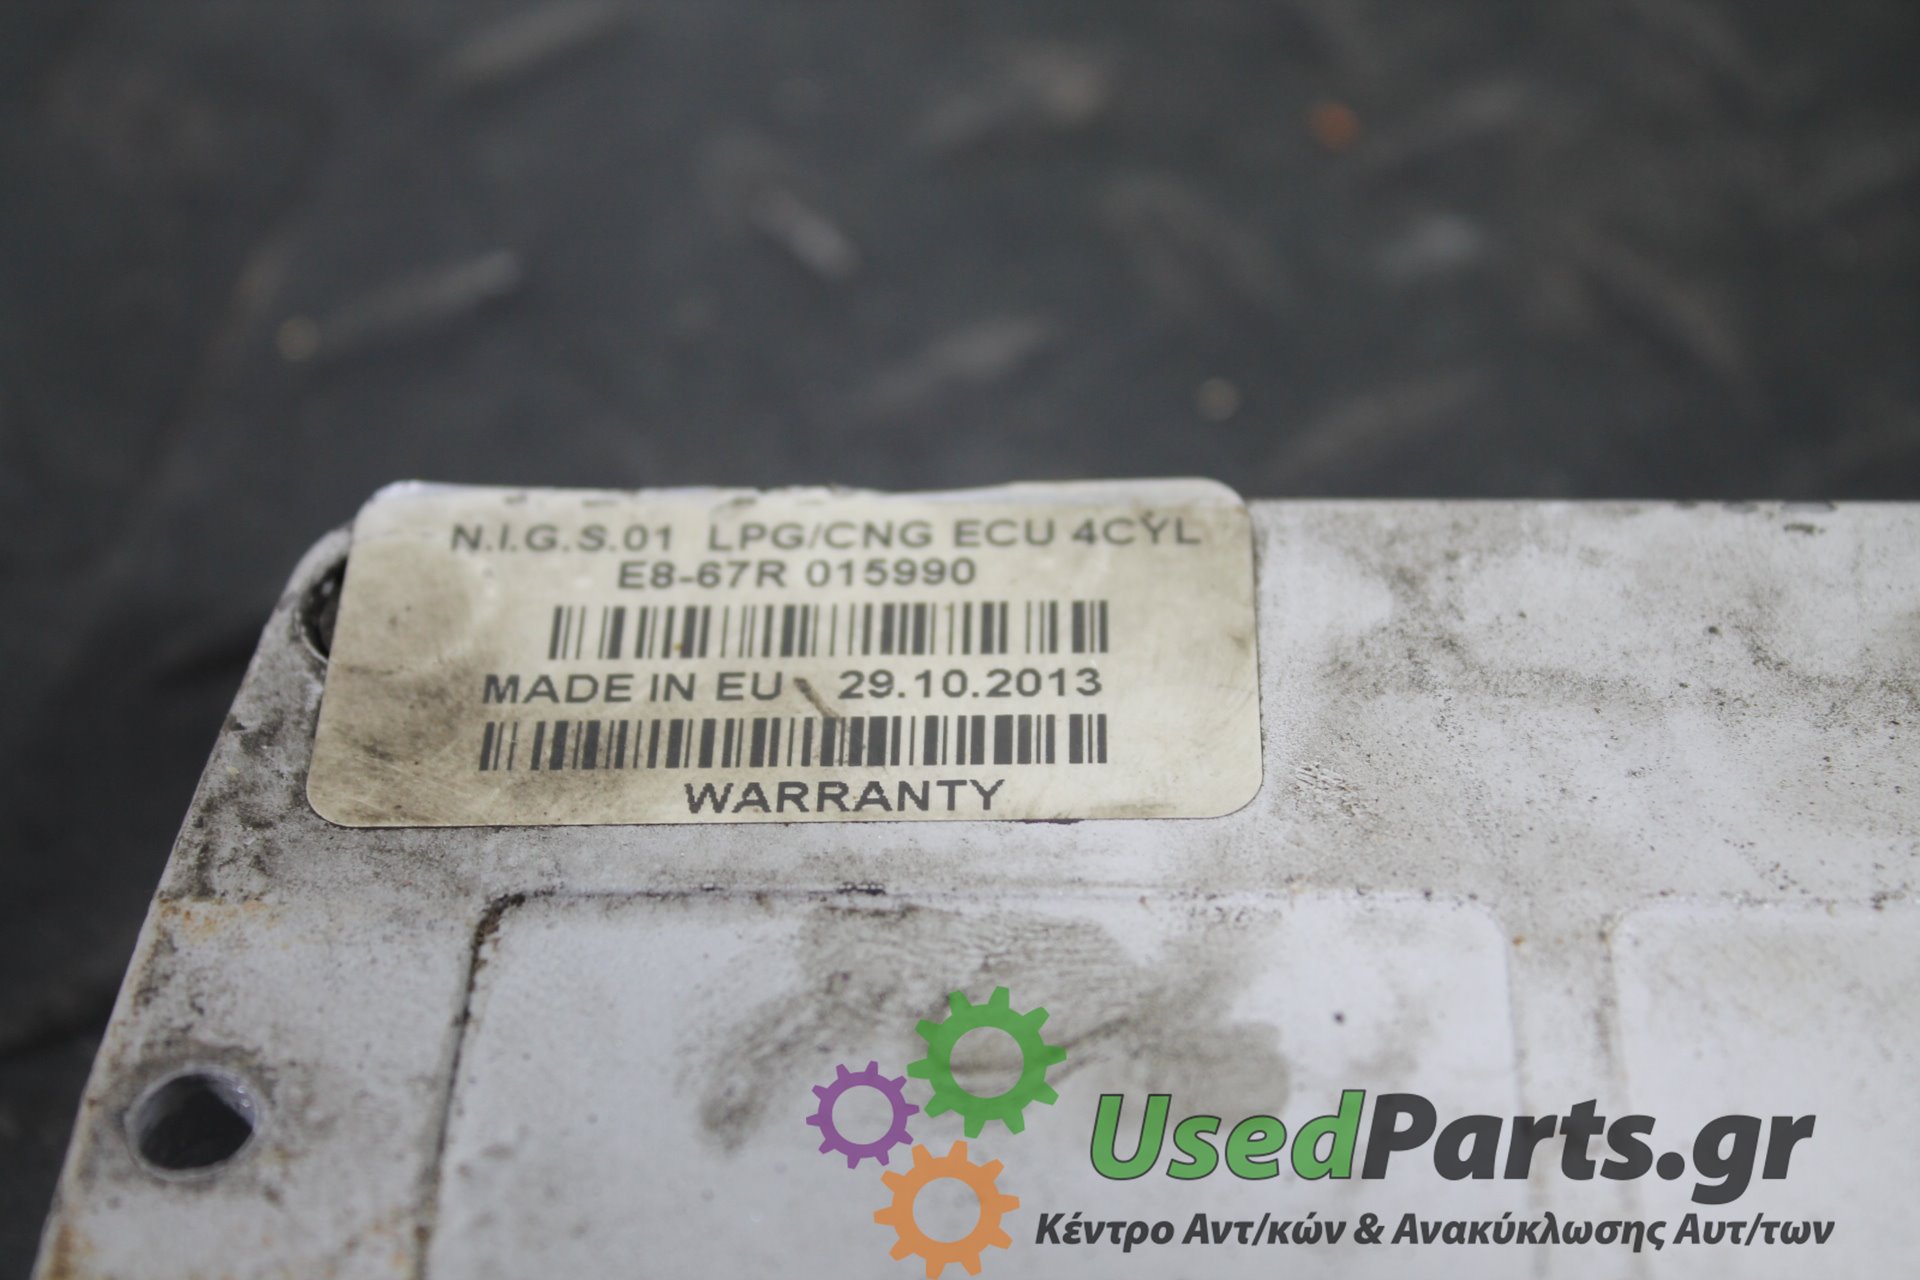 N.I.G.S.01 LPG/CNG ECU 4CYL
E8-67R 015990
MADE IN EU 29.10.2013
WARRANTY
UsedParts.gr
Κέντρο Αντ/κών & Ανακύκλωσης Αυτ/των